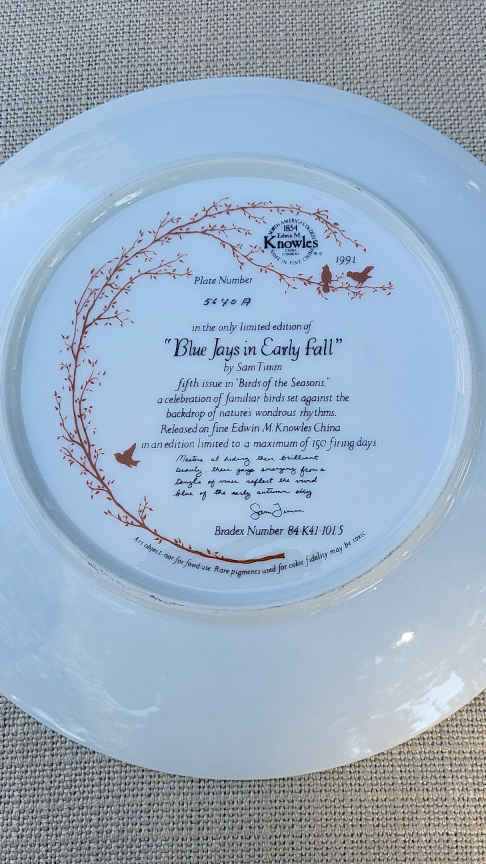 1854
Edwin M.
Knowles
1991
Plate Number
in the only limited edition of
"Blue Jays in Early Fall"
by Sam Timm
fifth issue in "Birds of the Seasons,"
a celebration of familiar birds set against the
backdrop of nature's wondrous rhythms.
Released on fine Edwin M. Knowles China
in an edition limited to a maximum of 150 firing days
Masters at hiding their brilliant
beauty, these jays emerging from a
tangle of vines reflect the vivid
blue of the early autumn sky
Sam Timm
Bradex Number 84-K41-101.5
Art object-not for food use. Rare pigments used for color fidelity may be toxic.